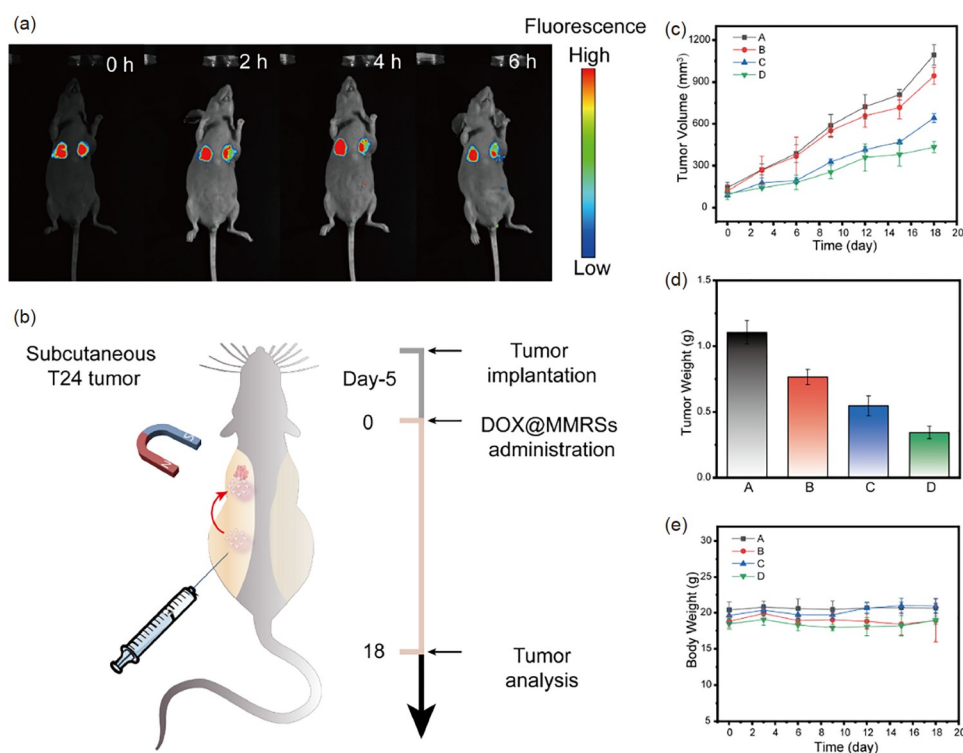 (a)
Fluorescence
0 h
2 h
4 h
6 h
High
Low
(b)
Subcutaneous
T24 tumor
S
N
Day-5
Tumor
implantation
0
DOX@MMRSs
administration
18
Tumor
analysis
(c)
A
B
C
D
Tumor Volume (mm³)
1200
900
600
300
0
0 2 4 6 8 10 12 14 16 18 20
Time (day)
(d)
Tumor Weight (g)
1.5
1.0
0.5
0.0
A B C D
(e)
A
B
C
D
Body Weight (g)
30
25
20
15
10
5
0 2 4 6 8 10 12 14 16 18 20
Time (day)